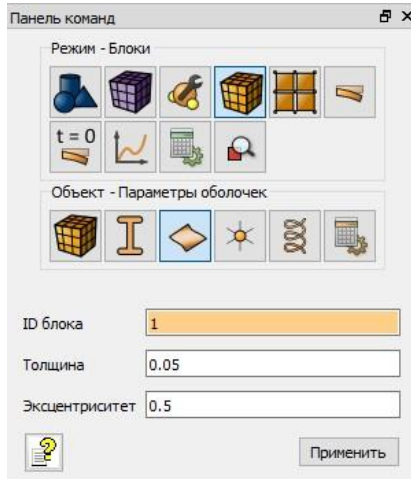 Панель команд
Режим - Блоки
t = 0
Объект - Параметры оболочек
ID блока 1
Толщина 0.05
Эксцентриситет 0.5
Применить